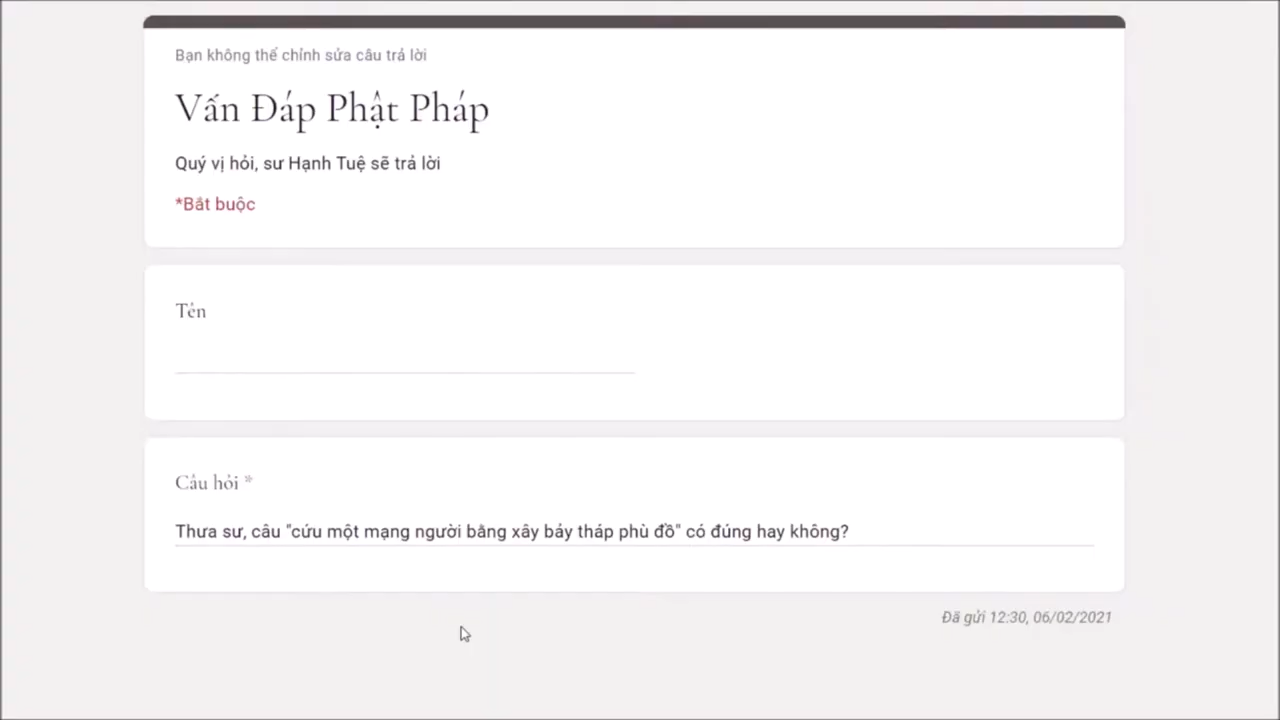 Bạn không thể chỉnh sửa câu trả lời
Vấn Đáp Phật Pháp
Quý vị hỏi, sư Hạnh Tuệ sẽ trả lời
*Bắt buộc
Tên
Câu hỏi *
Thưa sư, câu "cứu một mạng người bằng xây bảy tháp phù đồ" có đúng hay không?
Đã gửi 12:30, 06/02/2021